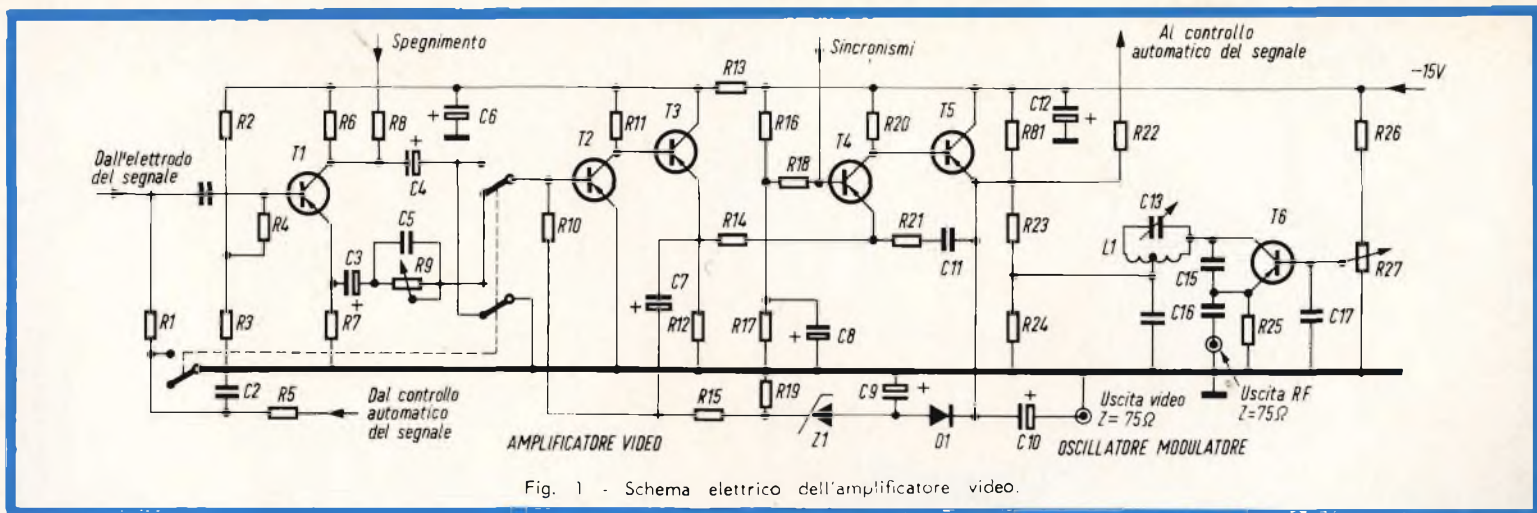 Spegnimento
Sincronismi
Al controllo
automatico del segnale
-15V
R13
R2
R6
R8
+
C6
R11
T3
R16
R20
T5
R81
C12
+
R22
R26
T1
+
C4
T2
R18
T4
Dall'elettrodo
del segnale
R4
C5
R10
R14
R21
C11
R23
C13
L1
T6
R27
C3
+
R9
C7
+
C15
R1
R3
R7
R12
R17
+
C8
R24
C16
R25
C17
C2
R5
Dal controllo
automatico
del segnale
R15
R19
C9
+
Z1
D1
+
C10
Uscita video
Z= 75Ω
Uscita RF
Z=75Ω
AMPLIFICATORE VIDEO
OSCILLATORE MODULATORE
Fig. 1 - Schema elettrico dell'amplificatore video.